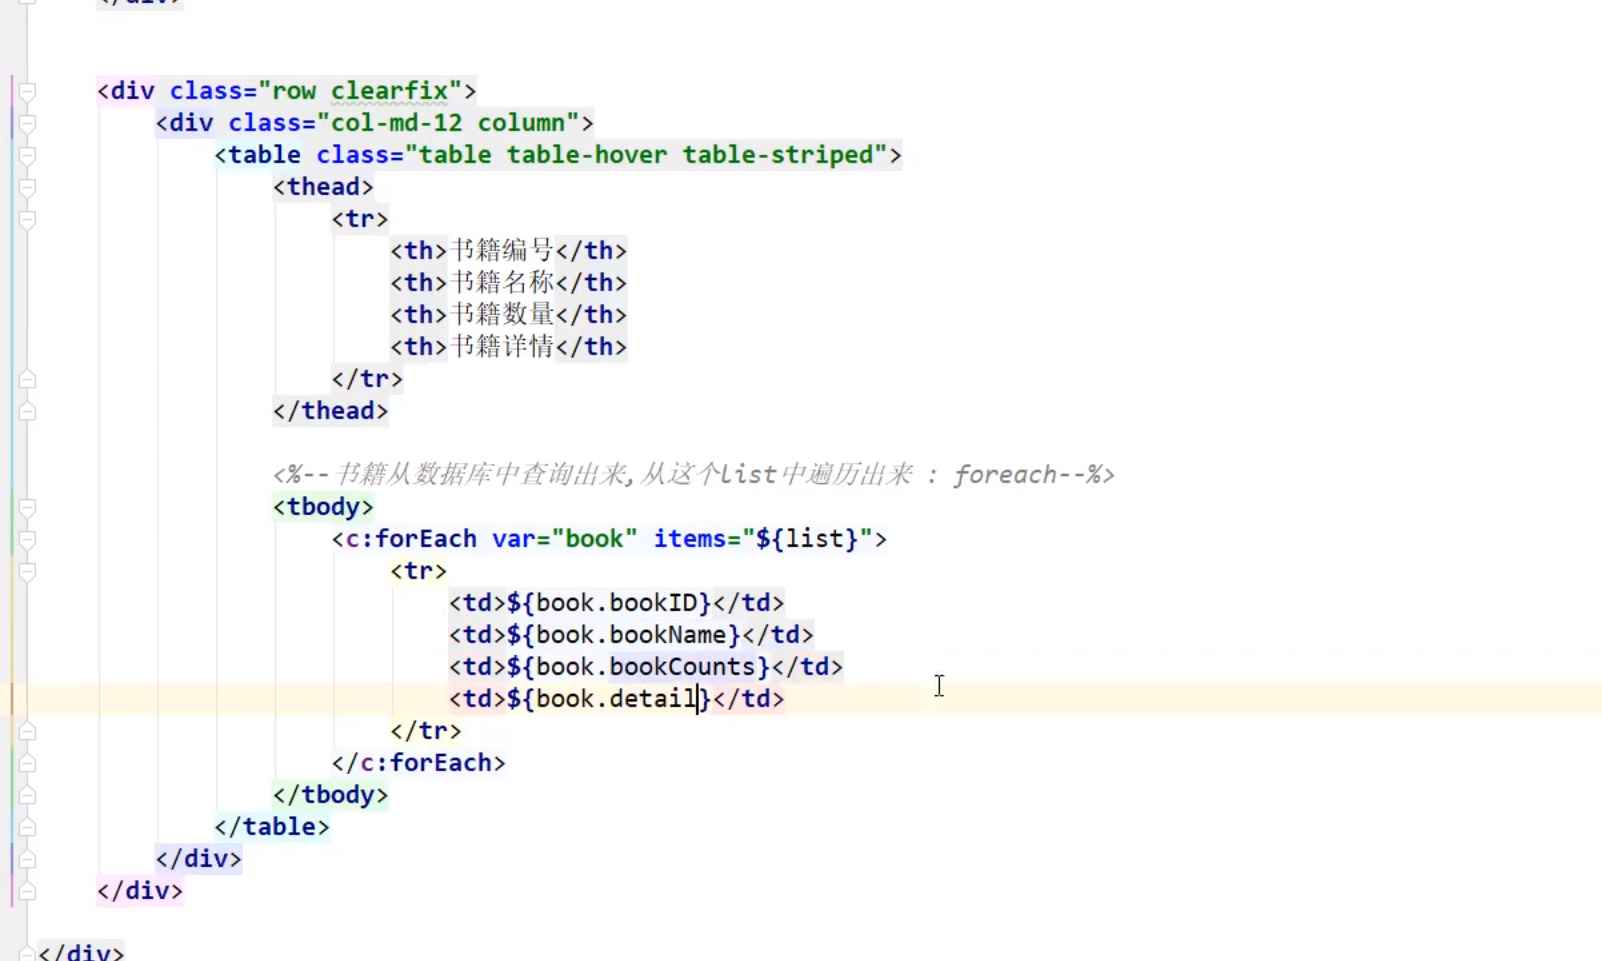 </div>
<div class="row clearfix">
<div class="col-md-12 column">
<table class="table table-hover table-striped">
<thead>
<tr>
<th>书籍编号</th>
<th>书籍名称</th>
<th>书籍数量</th>
<th>书籍详情</th>
</tr>
</thead>
<%--书籍从数据库中查询出来,从这个list中遍历出来 : foreach--%>
<tbody>
<c:forEach var="book" items="${list}">
<tr>
<td>${book.bookID}</td>
<td>${book.bookName}</td>
<td>${book.bookCounts}</td>
<td>${book.detail}</td>
</tr>
</c:forEach>
</tbody>
</table>
</div>
</div>
</div>